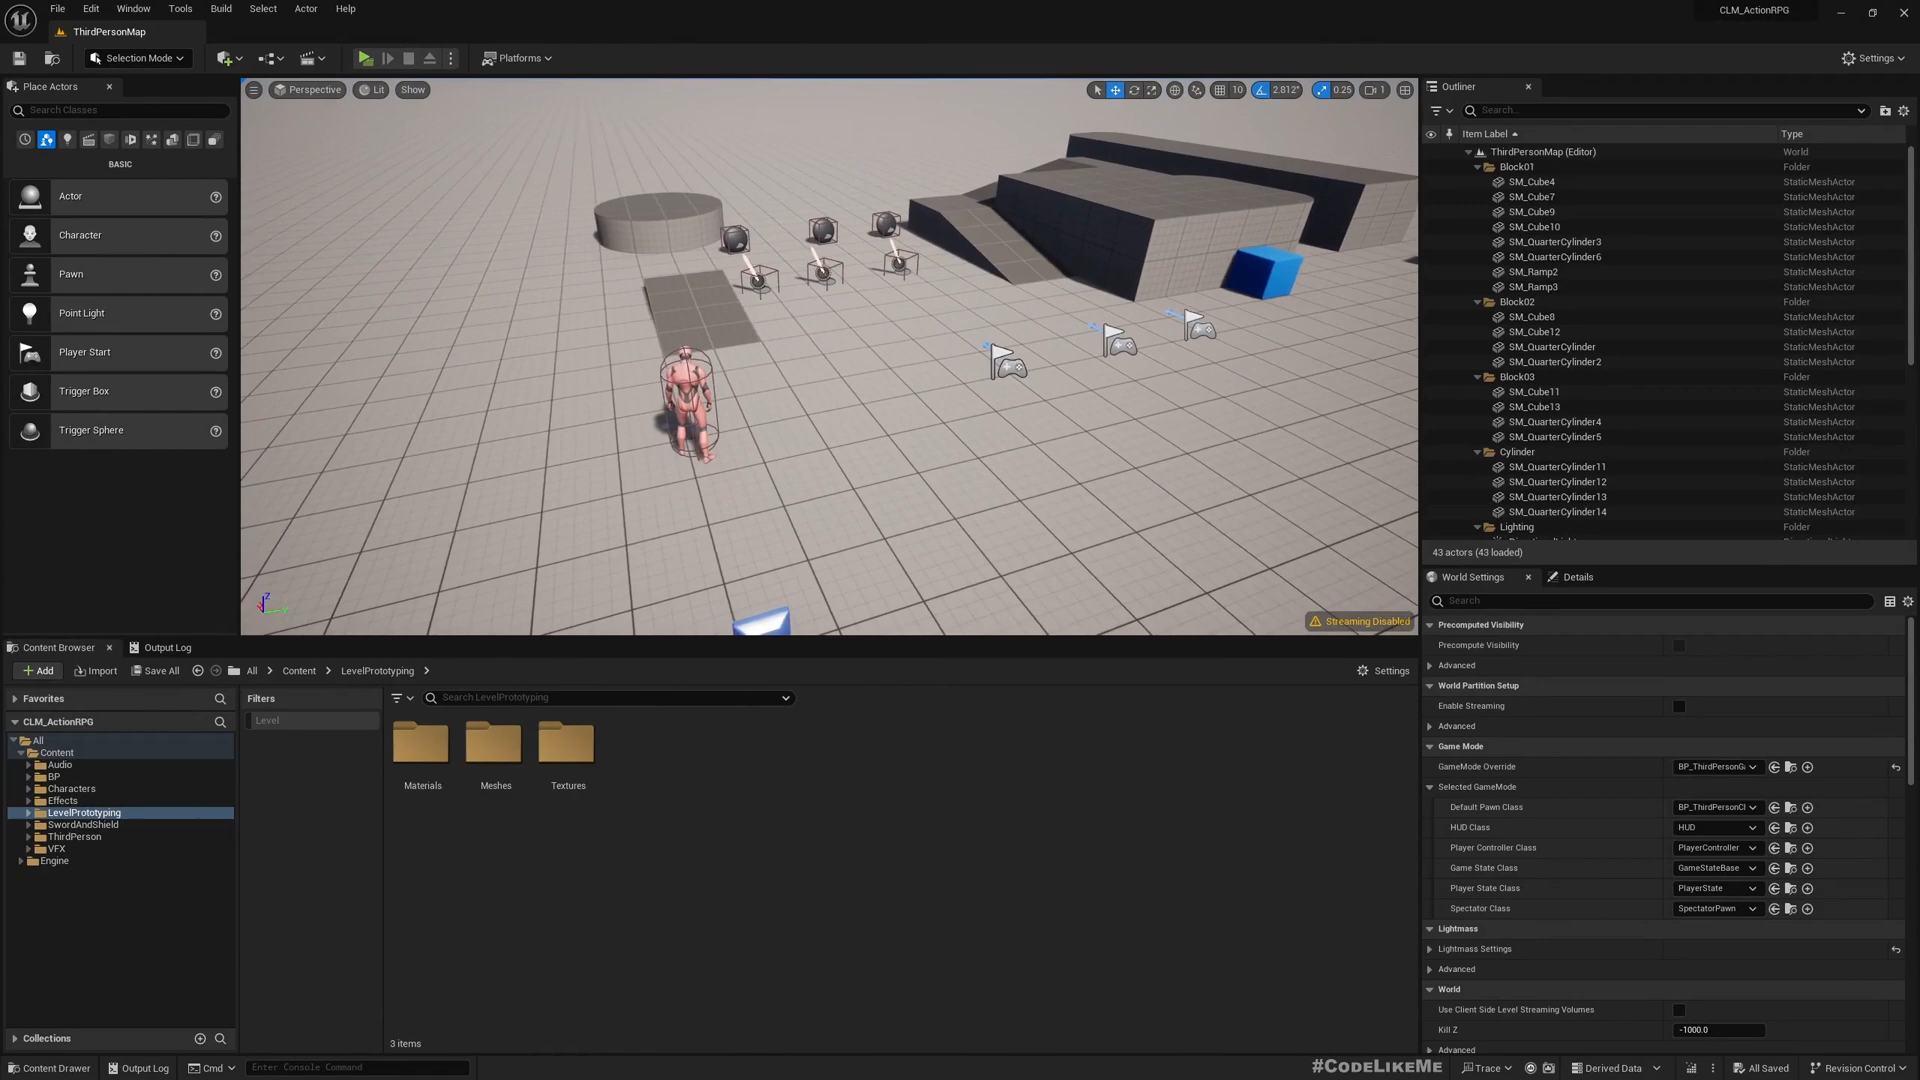 File Edit Window Tools Build Select Actor Help
CLM_ActionRPG
ThirdPersonMap
Selection Mode
Platforms
Settings
Place Actors
Search Classes
BASIC
Actor
Character
Pawn
Point Light
Player Start
Trigger Box
Trigger Sphere
Perspective Lit Show
10 2.812° 0.25 1
Streaming Disabled
Outliner
Search...
Item Label Type
ThirdPersonMap (Editor) World
Block01 Folder
SM_Cube4 StaticMeshActor
SM_Cube7 StaticMeshActor
SM_Cube9 StaticMeshActor
SM_Cube10 StaticMeshActor
SM_QuarterCylinder3 StaticMeshActor
SM_QuarterCylinder6 StaticMeshActor
SM_Ramp2 StaticMeshActor
SM_Ramp3 StaticMeshActor
Block02 Folder
SM_Cube8 StaticMeshActor
SM_Cube12 StaticMeshActor
SM_QuarterCylinder StaticMeshActor
SM_QuarterCylinder2 StaticMeshActor
Block03 Folder
SM_Cube11 StaticMeshActor
SM_Cube13 StaticMeshActor
SM_QuarterCylinder4 StaticMeshActor
SM_QuarterCylinder5 StaticMeshActor
Cylinder Folder
SM_QuarterCylinder11 StaticMeshActor
SM_QuarterCylinder12 StaticMeshActor
SM_QuarterCylinder13 StaticMeshActor
SM_QuarterCylinder14 StaticMeshActor
Lighting Folder
43 actors (43 loaded)
World Settings Details
Search
Precomputed Visibility
Precompute Visibility
Advanced
World Partition Setup
Enable Streaming
Advanced
Game Mode
GameMode Override BP_ThirdPersonG
Selected GameMode
Default Pawn Class BP_ThirdPersonCl
HUD Class HUD
Player Controller Class PlayerController
Game State Class GameStateBase
Player State Class PlayerState
Spectator Class SpectatorPawn
Lightmass
Lightmass Settings
Advanced
World
Use Client Side Level Streaming Volumes
Kill Z -1000.0
Advanced
Content Browser Output Log
Add Import Save All All Content LevelPrototyping
Settings
Favorites
CLM_ActionRPG
All
Content
Audio
BP
Characters
Effects
LevelPrototyping
SwordAndShield
ThirdPerson
VFX
Engine
Collections
Filters
Level
Search LevelPrototyping
Materials Meshes Textures
3 items
#CodeLikeMe
Content Drawer Output Log Cmd Enter Console Command
Trace Derived Data All Saved Revision Control